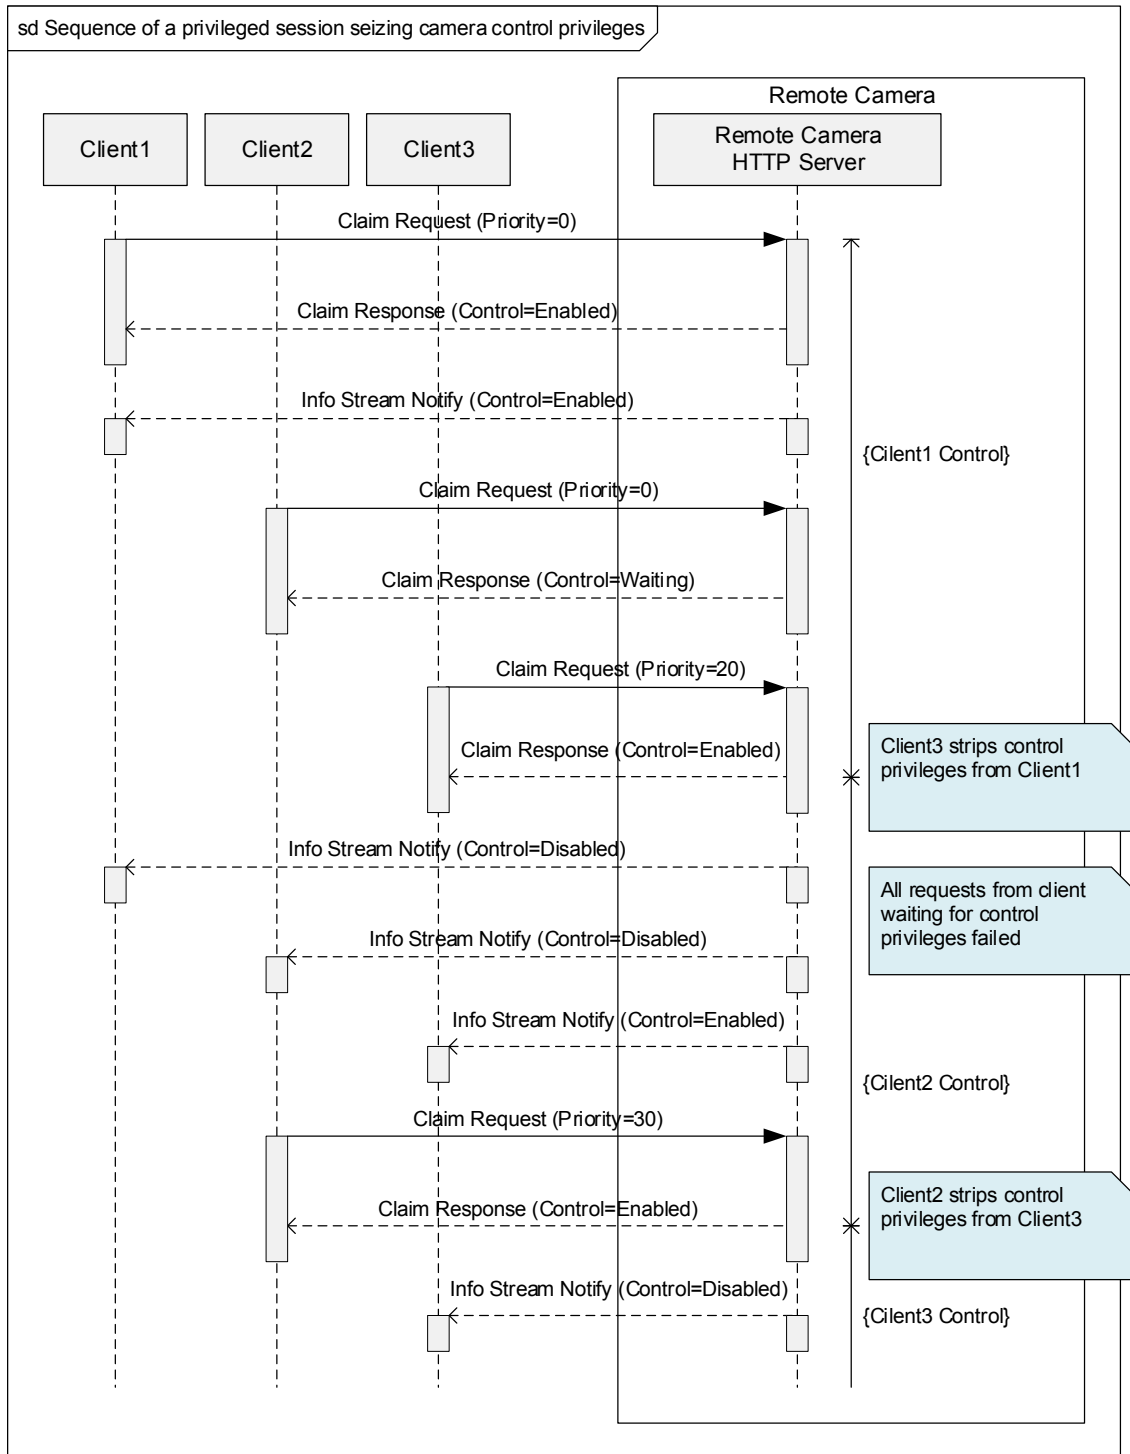 sd Sequence of a privileged session seizing camera control privileges
Remote Camera
Client1
Client2
Client3
Remote Camera
HTTP Server
Claim Request (Priority=0)
Claim Response (Control=Enabled)
Info Stream Notify (Control=Enabled)
{Cilent1 Control}
Claim Request (Priority=0)
Claim Response (Control=Waiting)
Claim Request (Priority=20)
Claim Response (Control=Enabled)
Client3 strips control
privileges from Client1
Info Stream Notify (Control=Disabled)
All requests from client
waiting for control
privileges failed
Info Stream Notify (Control=Disabled)
Info Stream Notify (Control=Enabled)
{Cilent2 Control}
Claim Request (Priority=30)
Claim Response (Control=Enabled)
Client2 strips control
privileges from Client3
Info Stream Notify (Control=Disabled)
{Cilent3 Control}